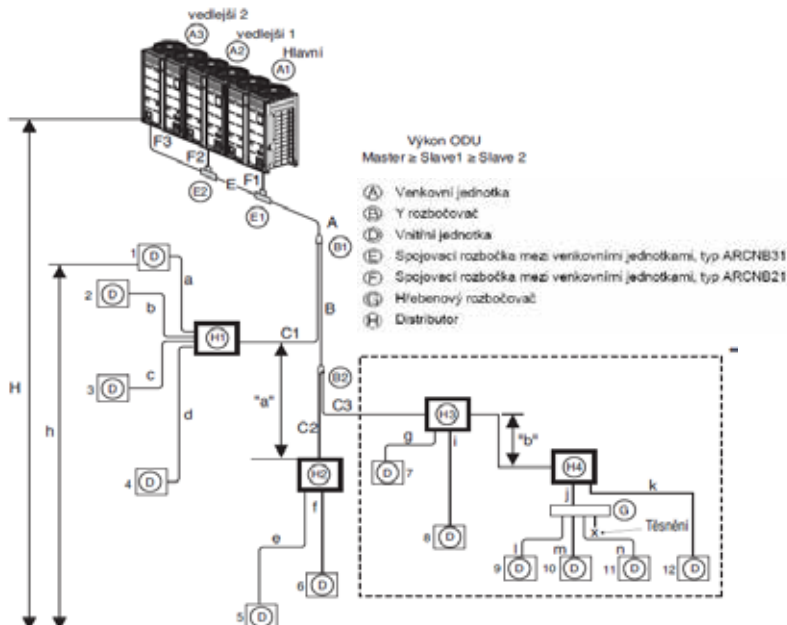 vedlejší 2
A3
vedlejší 1
A2
Hlavní
A1
F3
F2
E
F1
E2
E1
A
B1
Výkon ODU
Master ≥ Slave1 ≥ Slave 2
A Venkovní jednotka
B Y rozbočovač
D Vnitřní jednotka
E Spojovací rozbočka mezi venkovními jednotkami, typ ARCNB31
F Spojovací rozbočka mezi venkovními jednotkami, typ ARCNB21
G Hřebenový rozbočovač
H Distributor
1 D
a
2 D
b
B
H1
C1
3 D
c
d
4 D
H
h
"a"
B2
C3
C2
H2
e
f
5 D
6 D
H3
g
i
"b"
7 D
8 D
H4
j
k
G
x
Těsnění
l
m
n
9 D
10 D
11 D
12 D